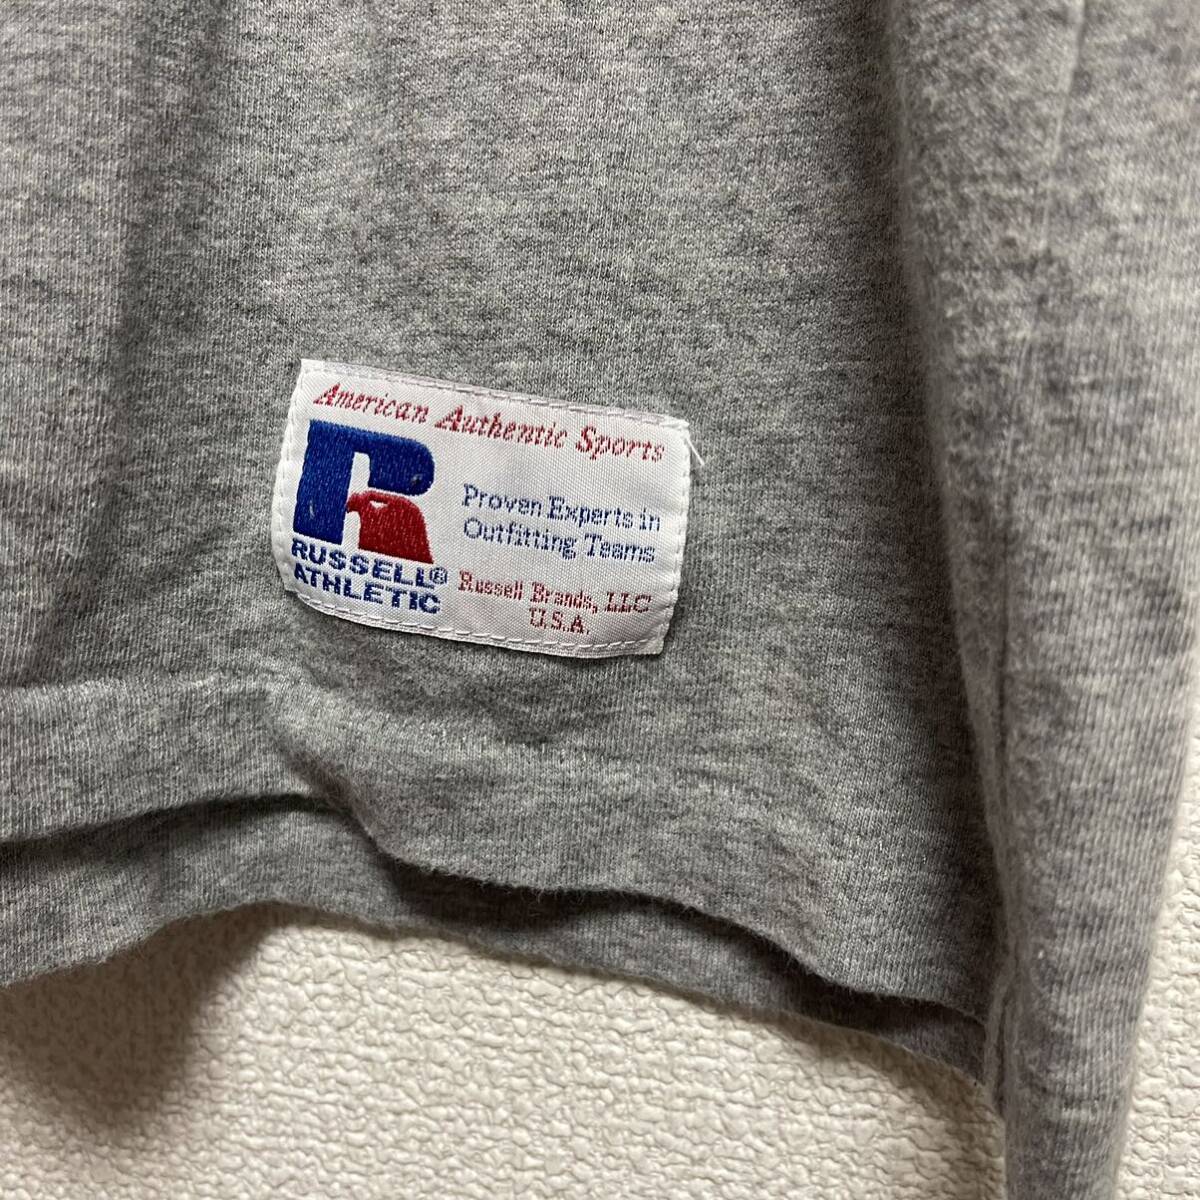 American Authentic Sports
R
RUSSELL®
ATHLETIC
Proven Experts in
Outfitting Teams
Russell Brands, LLC
U.S.A.